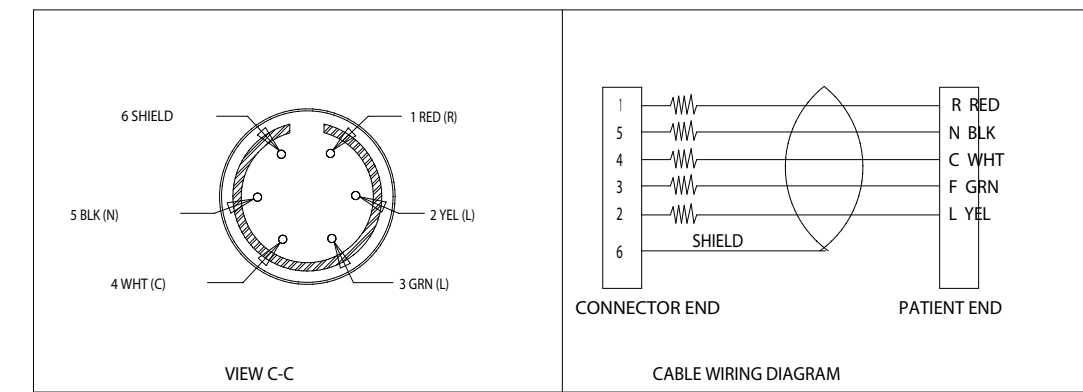 6 SHIELD
1 RED (R)
5 BLK (N)
2 YEL (L)
4 WHT (C)
3 GRN (L)
VIEW C-C
1
R RED
5
N BLK
4
C WHT
3
F GRN
2
L YEL
6
SHIELD
CONNECTOR END
PATIENT END
CABLE WIRING DIAGRAM